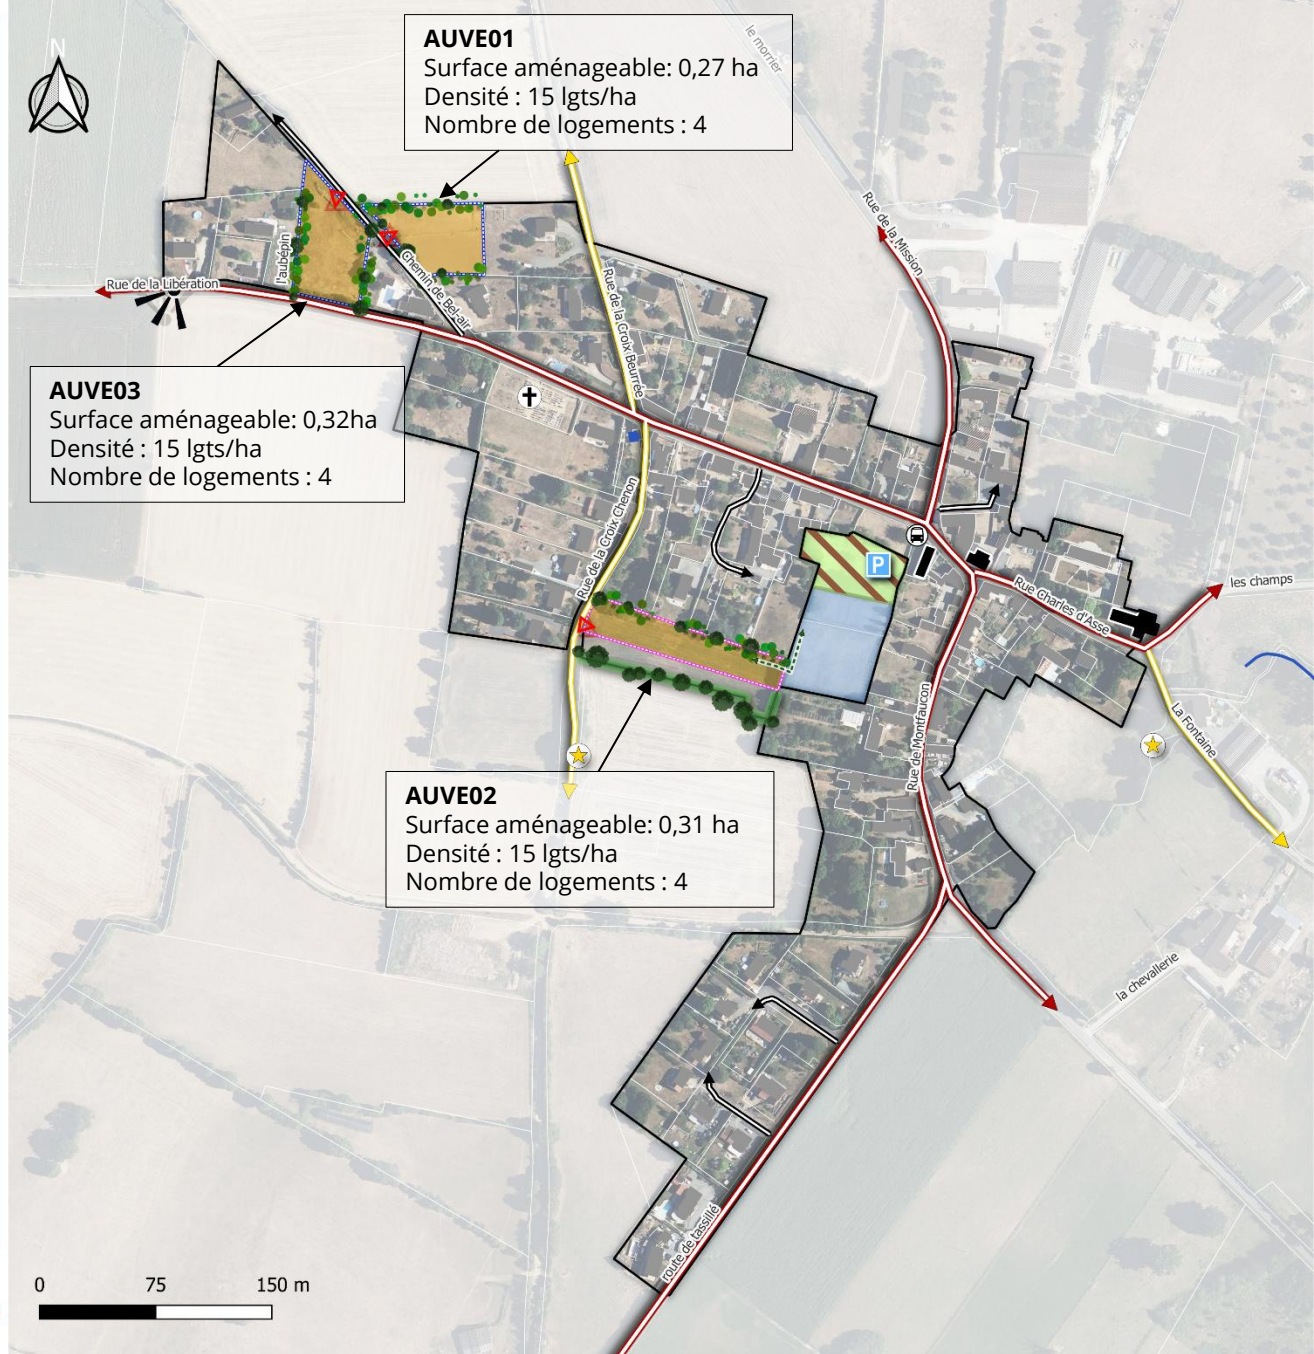 AUVE01
Surface aménageable: 0,27 ha
Densité : 15 lgts/ha
Nombre de logements : 4
N
le morrier
Rue de la Mission
l'aubépin
Chemin de Bel-air
Rue de la Libération
Rue de la Croix Beurrée
AUVE03
Surface aménageable: 0,32ha
Densité : 15 lgts/ha
Nombre de logements : 4
Rue de la Croix Chenon
P
Rue Charles d'Asse
les champs
Rue de Montfaucon
La Fontaine
AUVE02
Surface aménageable: 0,31 ha
Densité : 15 lgts/ha
Nombre de logements : 4
la chevallerie
route de tassillé
0 75 150 m